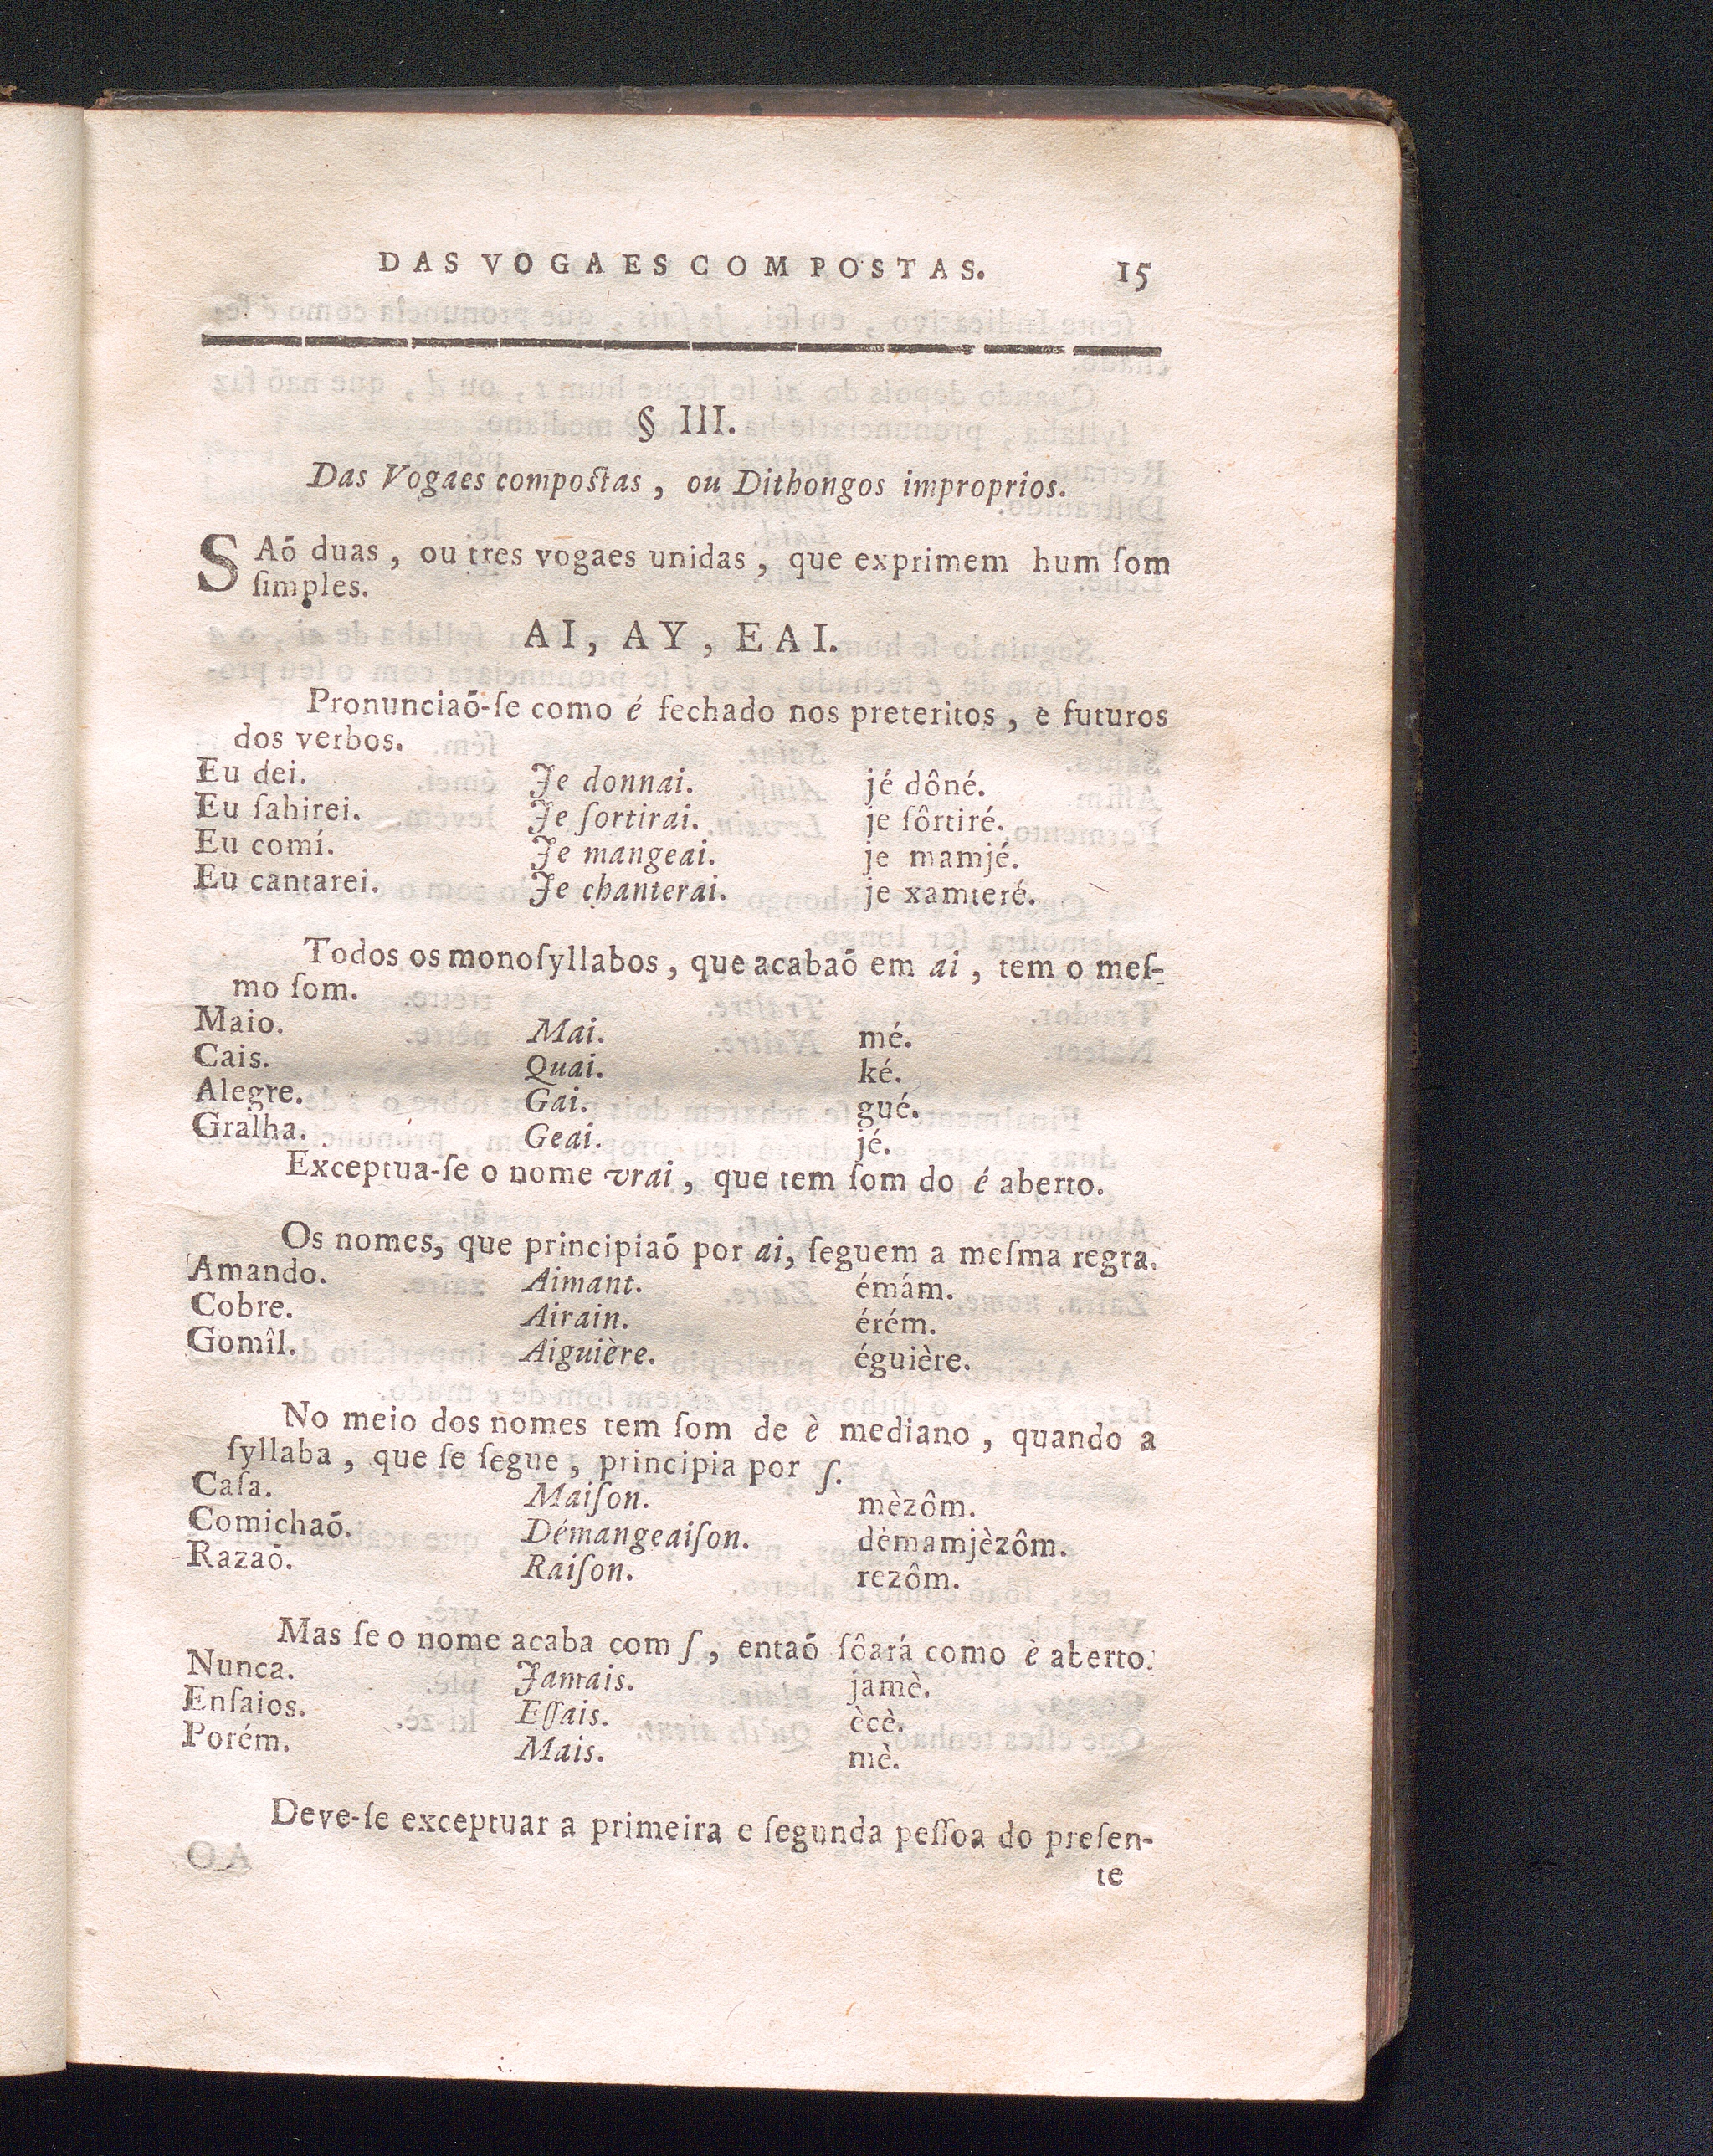 DAS VOGAES COMPOSTAS. 15
§ III.
Das Vogaes compostas, ou Dithongos improprios.
SAõ duas, ou tres vogaes unidas, que exprimem hum ſom
ſimples.
AI, AY, EAI.
Pronunciaõ-ſe como é fechado nos preteritos, e futuros
dos verbos.
Eu dei. Je donnai. jé dôné.
Eu ſahirei. Je ſortirai. je ſôrtiré.
Eu comí. Je mangeai. je mamjé.
Eu cantarei. Je chanterai. je xamteré.
Todos os monoſyllabos, que acabaõ em ai, tem o meſ-
mo ſom.
Maio. Mai. mé.
Cais. Quai. ké.
Alegre. Gai. gué.
Gralha. Geai. jé.
Exceptua-ſe o nome vrai, que tem ſom do é aberto.
Os nomes, que principiaõ por ai, ſeguem a meſma regra.
Amando. Aimant. émám.
Cobre. Airain. érém.
Gomîl. Aiguière. éguière.
No meio dos nomes tem ſom de è mediano, quando a
ſyllaba, que ſe ſegue, principia por ſ.
Caſa. Maiſon. mèzôm.
Comichaõ. Démangeaiſon. démamjèzôm.
Razaõ. Raiſon. rezôm.
Mas ſe o nome acaba com ſ, entaõ ſôará como è aberto.
Nunca. Jamais. jamè.
Enſaios. Eſſais. ècè.
Porém. Mais. mè.
Deve-ſe exceptuar a primeira e ſegunda peſſoa do preſen-
te